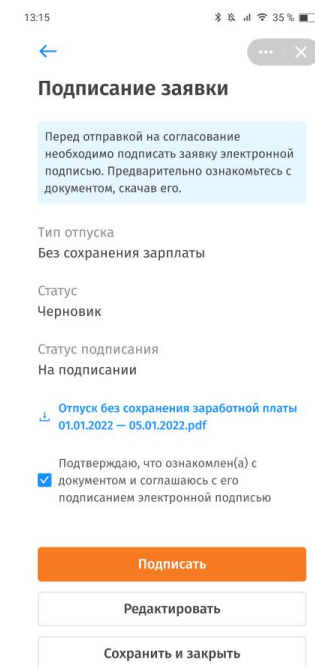 13:15
35 %
Подписание заявки
Перед отправкой на согласование
необходимо подписать заявку электронной
подписью. Предварительно ознакомьтесь с
документом, скачав его.
Тип отпуска
Без сохранения зарплаты
Статус
Черновик
Статус подписания
На подписании
Отпуск без сохранения заработной платы
01.01.2022 — 05.01.2022.pdf
Подтверждаю, что ознакомлен(а) с
документом и соглашаюсь с его
подписанием электронной подписью
Подписать
Редактировать
Сохранить и закрыть